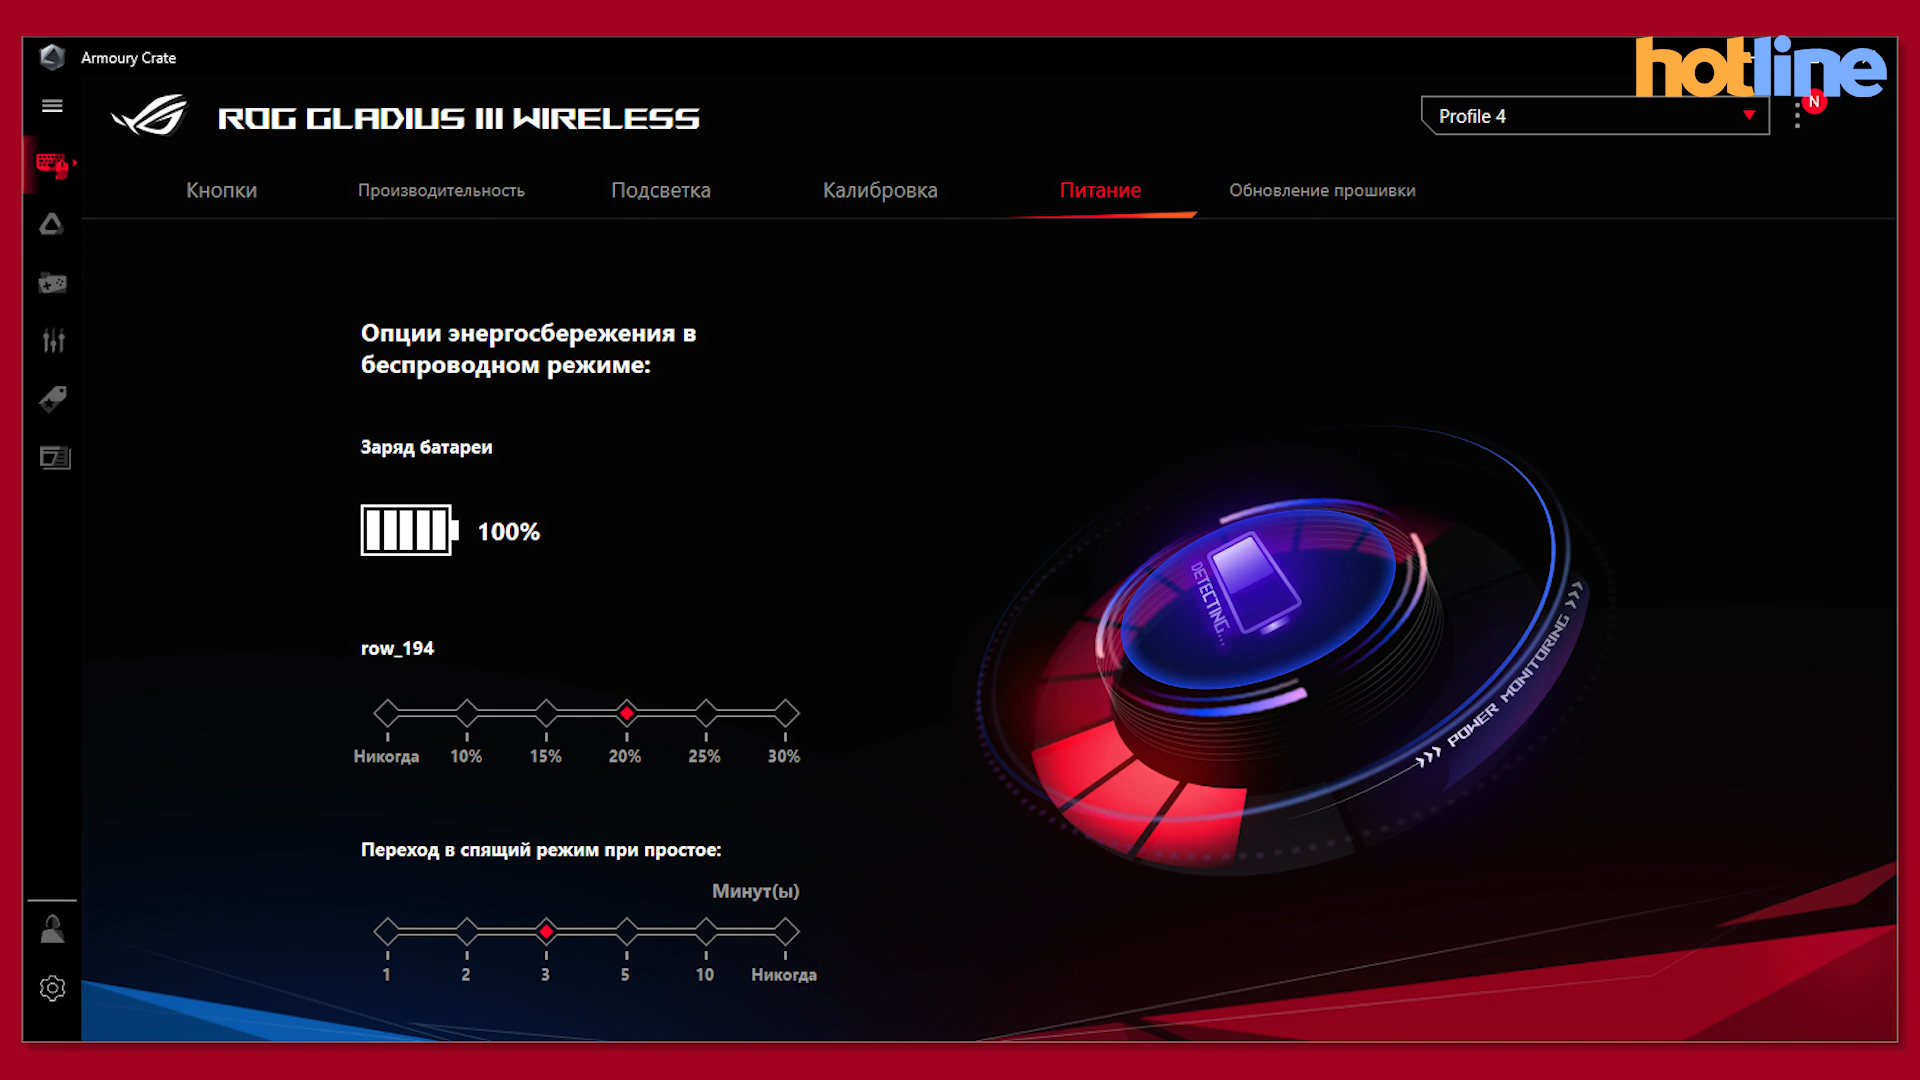 Armoury Crate
hotline
ROG GLADIUS III WIRELESS
Profile 4
N
Кнопки
Производительность
Подсветка
Калибровка
Питание
Обновление прошивки
Опции энергосбережения в
беспроводном режиме:
Заряд батареи
100%
DETECTING...
POWER MONITORING
row_194
Никогда 10% 15% 20% 25% 30%
Переход в спящий режим при простое:
Минут(ы)
1 2 3 5 10 Никогда